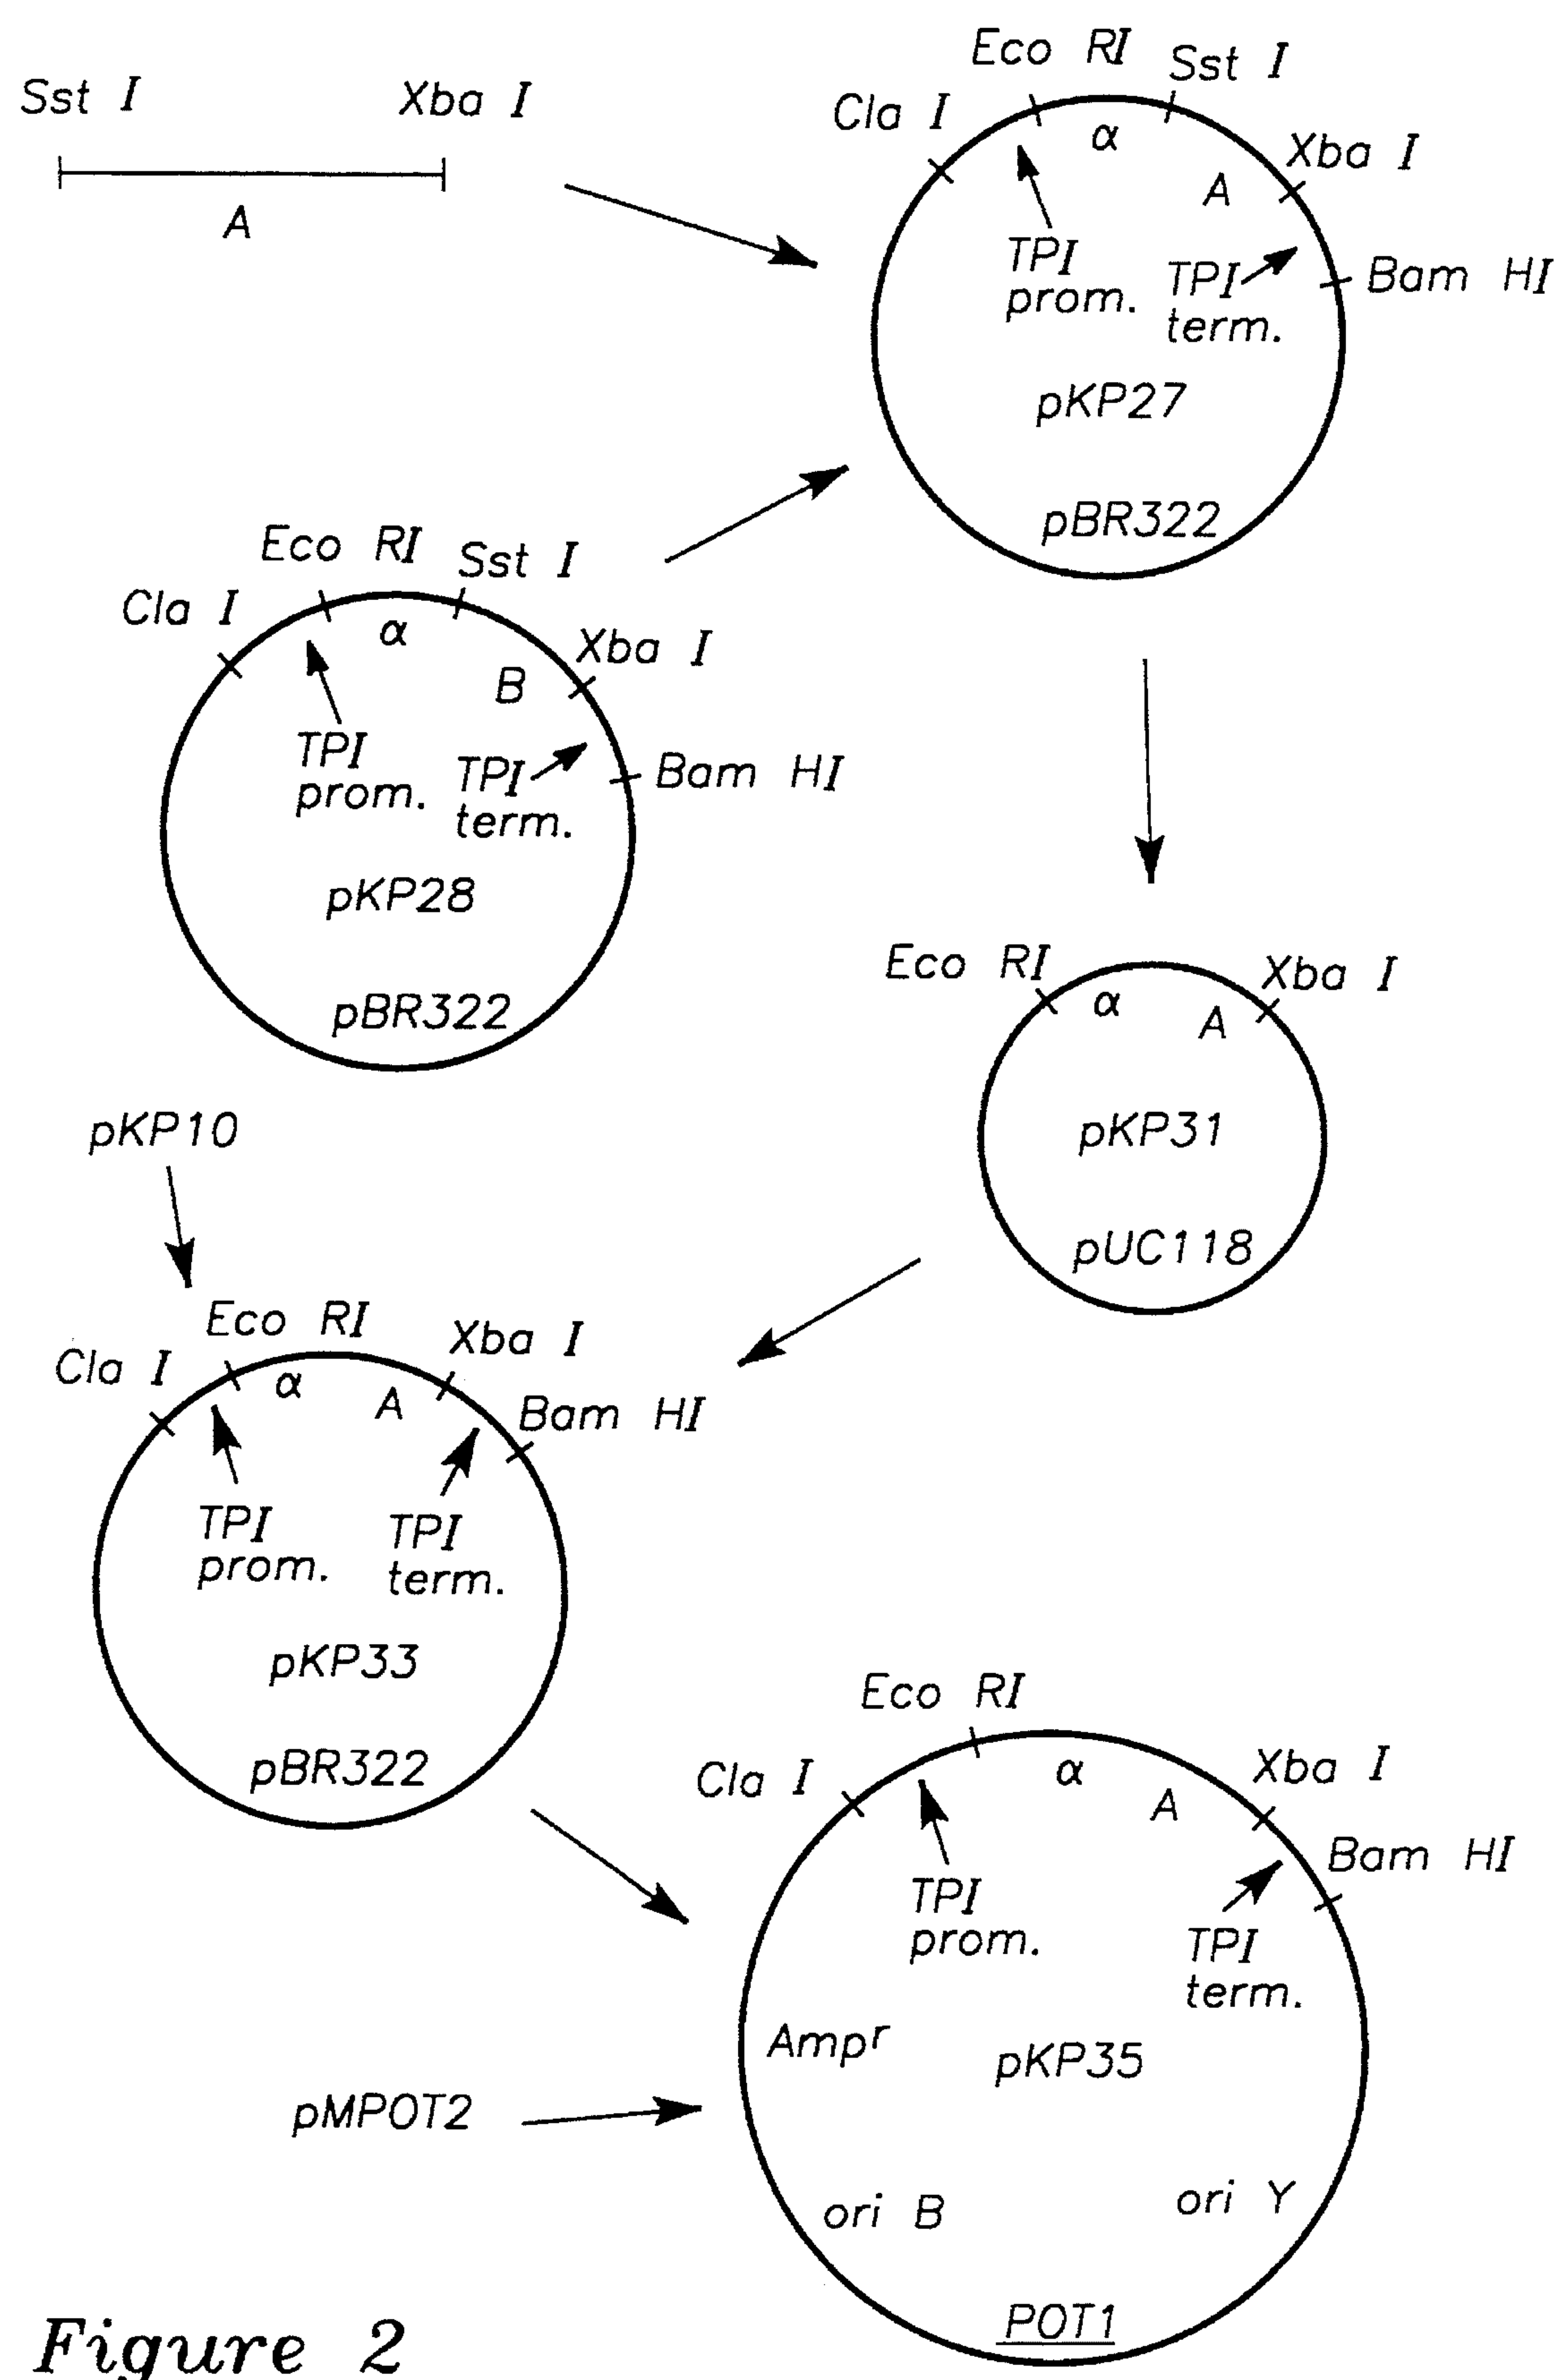 Sst I
Xba I
A
Eco RI
Sst I
Cla I
α
Xba I
A
TPI
prom.
TPI
term.
Bam HI
pKP27
pBR322
Eco RI
Sst I
Cla I
α
Xba I
B
TPI
prom.
TPI
term.
Bam HI
pKP28
pBR322
Eco RI
Xba I
α
A
pKP31
pUC118
pKP10
Eco RI
Xba I
Cla I
α
A
Bam HI
TPI
prom.
TPI
term.
pKP33
pBR322
Eco RI
Cla I
α
Xba I
A
Bam HI
TPI
prom.
TPI
term.
Ampr
pKP35
pMPOT2
ori B
ori Y
POT1
Figure 2